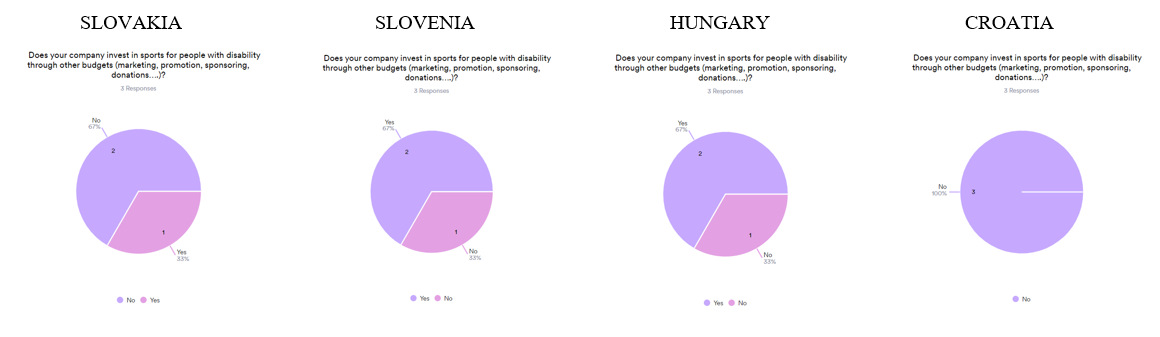 SLOVAKIA
Does your company invest in sports for people with disability
through other budgets (marketing, promotion, sponsoring,
donations....)?
3 Responses
No
67%
2
1
Yes
33%
No Yes
SLOVENIA
Does your company invest in sports for people with disability
through other budgets (marketing, promotion, sponsoring,
donations....)?
3 Responses
Yes
67%
2
1
No
33%
Yes No
HUNGARY
Does your company invest in sports for people with disability
through other budgets (marketing, promotion, sponsoring,
donations....)?
3 Responses
Yes
67%
2
1
No
33%
Yes No
CROATIA
Does your company invest in sports for people with disability
through other budgets (marketing, promotion, sponsoring,
donations....)?
3 Responses
No
100%
3
No